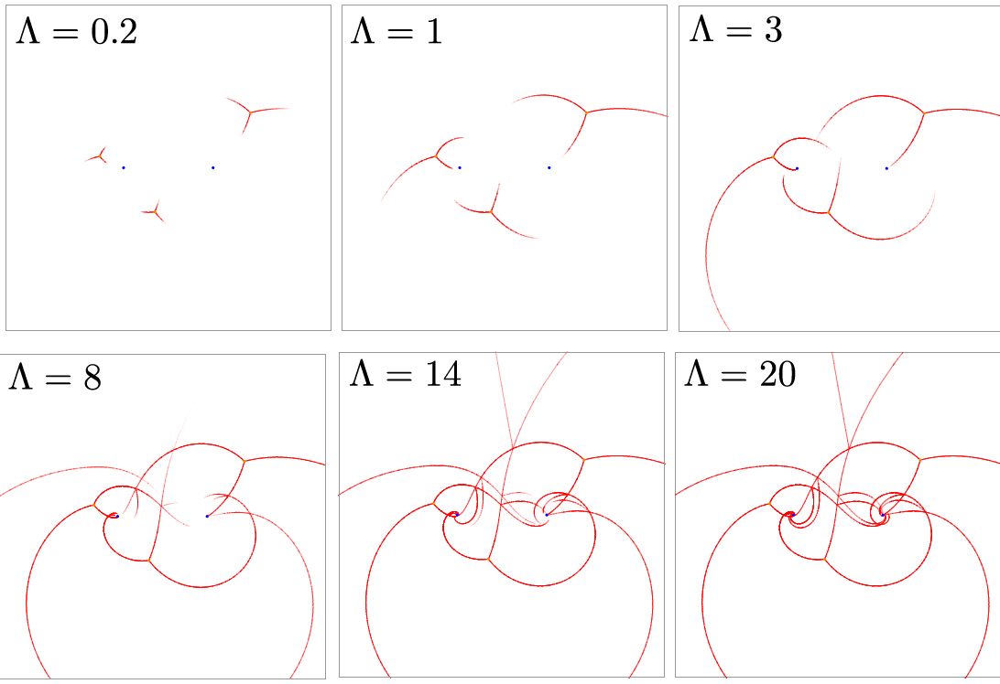 Λ = 0.2
Λ = 1
Λ = 3
Λ = 8
Λ = 14
Λ = 20